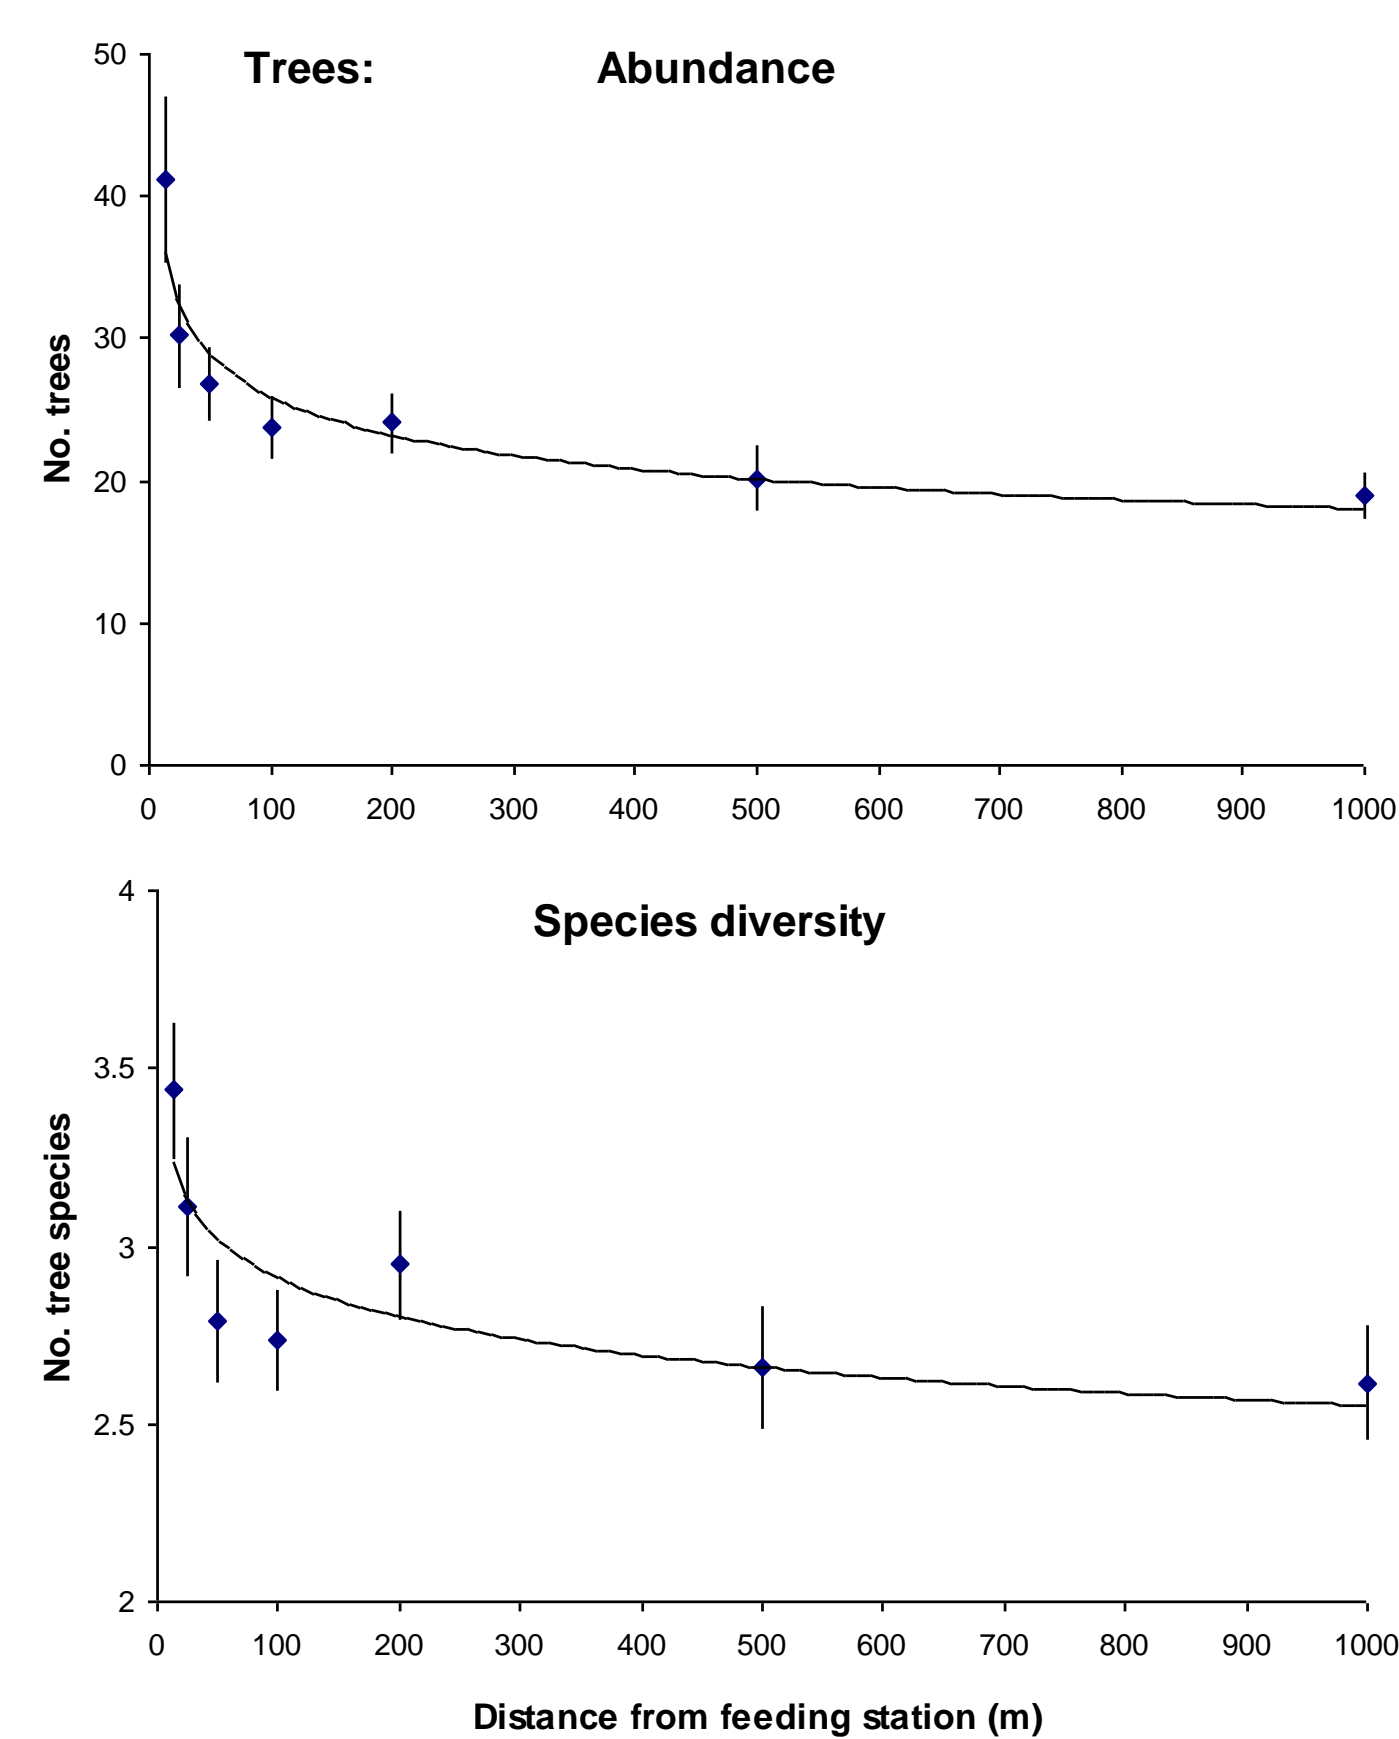 Trees: Abundance
50
40
30
20
10
0
No. trees
0 100 200 300 400 500 600 700 800 900 1000
Species diversity
4
3.5
3
2.5
2
No. tree species
0 100 200 300 400 500 600 700 800 900 1000
Distance from feeding station (m)